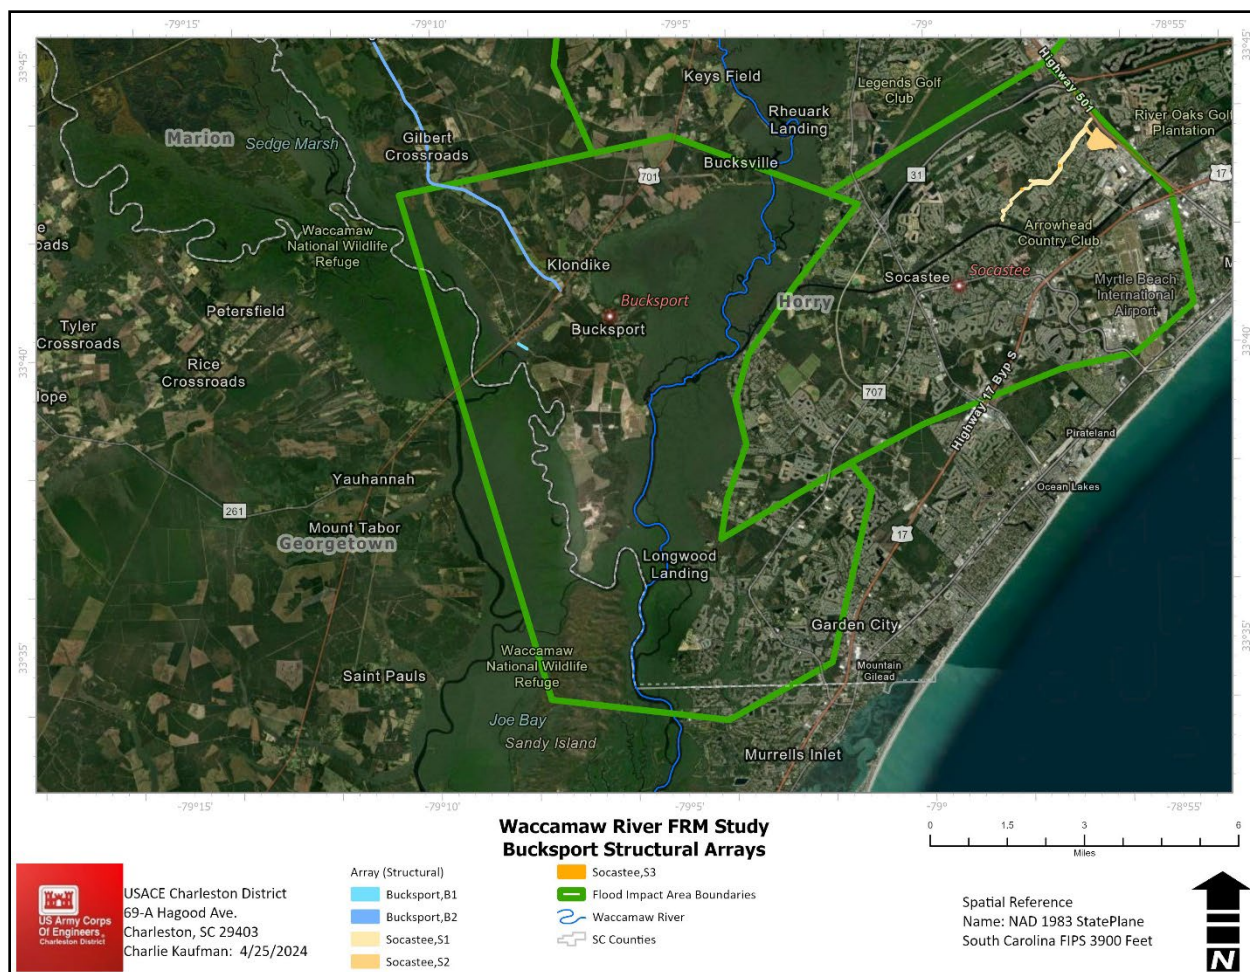 -79°15'
-79°10'
-79°5'
-79°
-78°55'
33°45'
33°45'
Keys Field
Legends Golf
Club
Highway 501
Rheuark
Landing
River Oaks Golf
Plantation
Marion
Sedge Marsh
Gilbert
Crossroads
Bucksville
701
31
17
Waccamaw
National Wildlife
Refuge
Arrowhead
Country Club
Klondike
Socastee
Socastee
Myrtle Beach
International
Airport
M
Horry
Petersfield
Bucksport
Bucksport
Tyler
Crossroads
33°40'
33°40'
Rice
Crossroads
707
Highway 17 Byp S
Pirateland
Yauhannah
Ocean Lakes
261
Mount Tabor
Georgetown
17
Longwood
Landing
Garden City
33°35'
33°35'
Waccamaw
National Wildlife
Refuge
Mountain
Gilead
Saint Pauls
Joe Bay
Sandy Island
Murrells Inlet
-79°15'
-79°10'
-79°5'
-79°
-78°55'
Waccamaw River FRM Study
Bucksport Structural Arrays
0 1.5 3 6
Miles
US Army Corps
Of Engineers®
Charleston District
USACE Charleston District
69-A Hagood Ave.
Charleston, SC 29403
Charlie Kaufman: 4/25/2024
Array (Structural)
Bucksport,B1
Bucksport,B2
Socastee,S1
Socastee,S2
Socastee,S3
Flood Impact Area Boundaries
Waccamaw River
SC Counties
Spatial Reference
Name: NAD 1983 StatePlane
South Carolina FIPS 3900 Feet
N